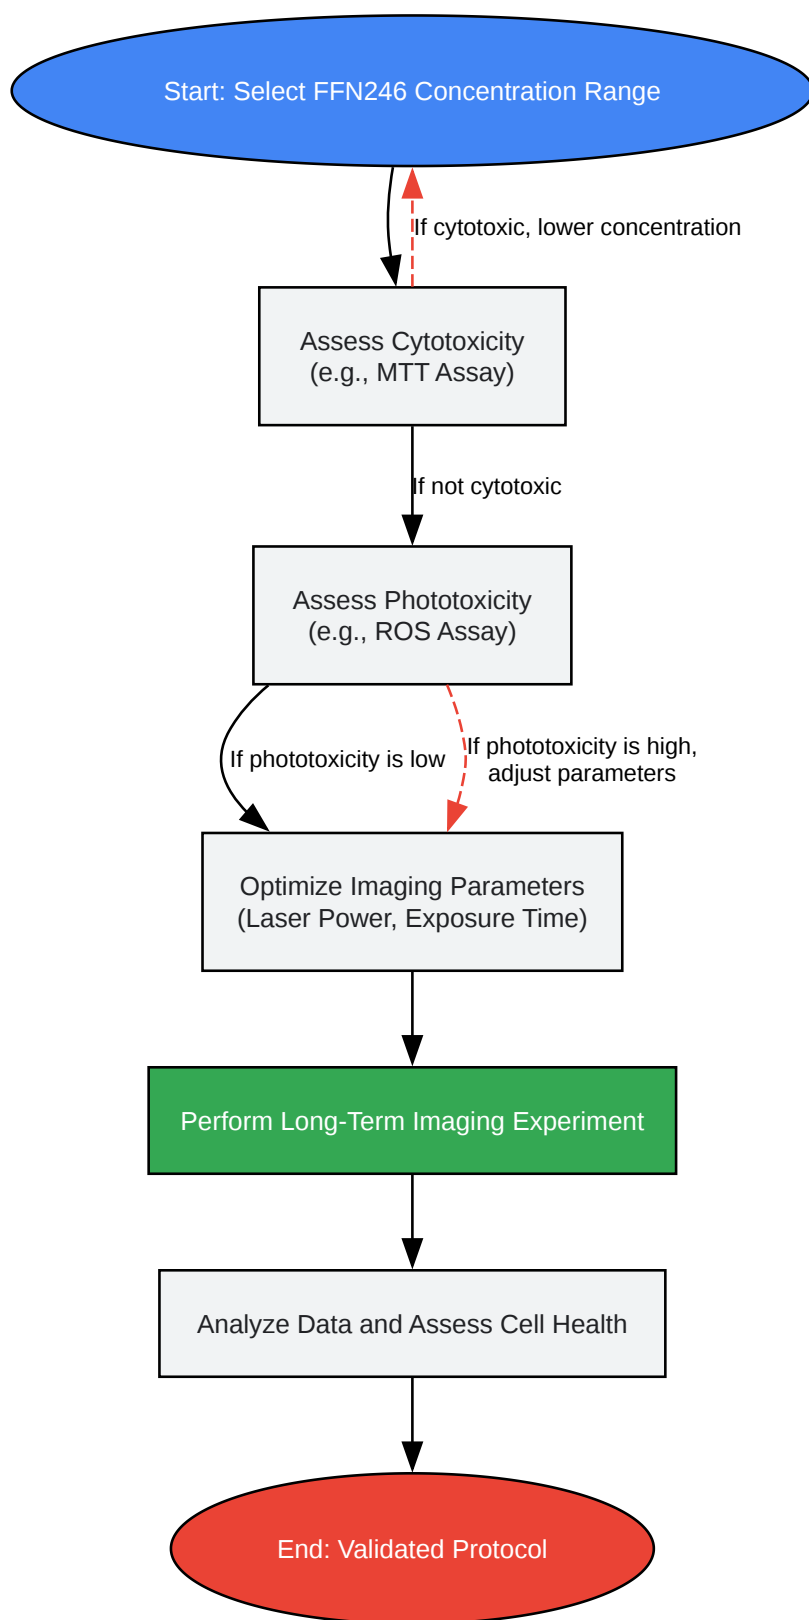 Start: Select FFN246 Concentration Range
If cytotoxic, lower concentration
Assess Cytotoxicity
(e.g., MTT Assay)
If not cytotoxic
Assess Phototoxicity
(e.g., ROS Assay)
If phototoxicity is low
If phototoxicity is high,
adjust parameters
Optimize Imaging Parameters
(Laser Power, Exposure Time)
Perform Long-Term Imaging Experiment
Analyze Data and Assess Cell Health
End: Validated Protocol